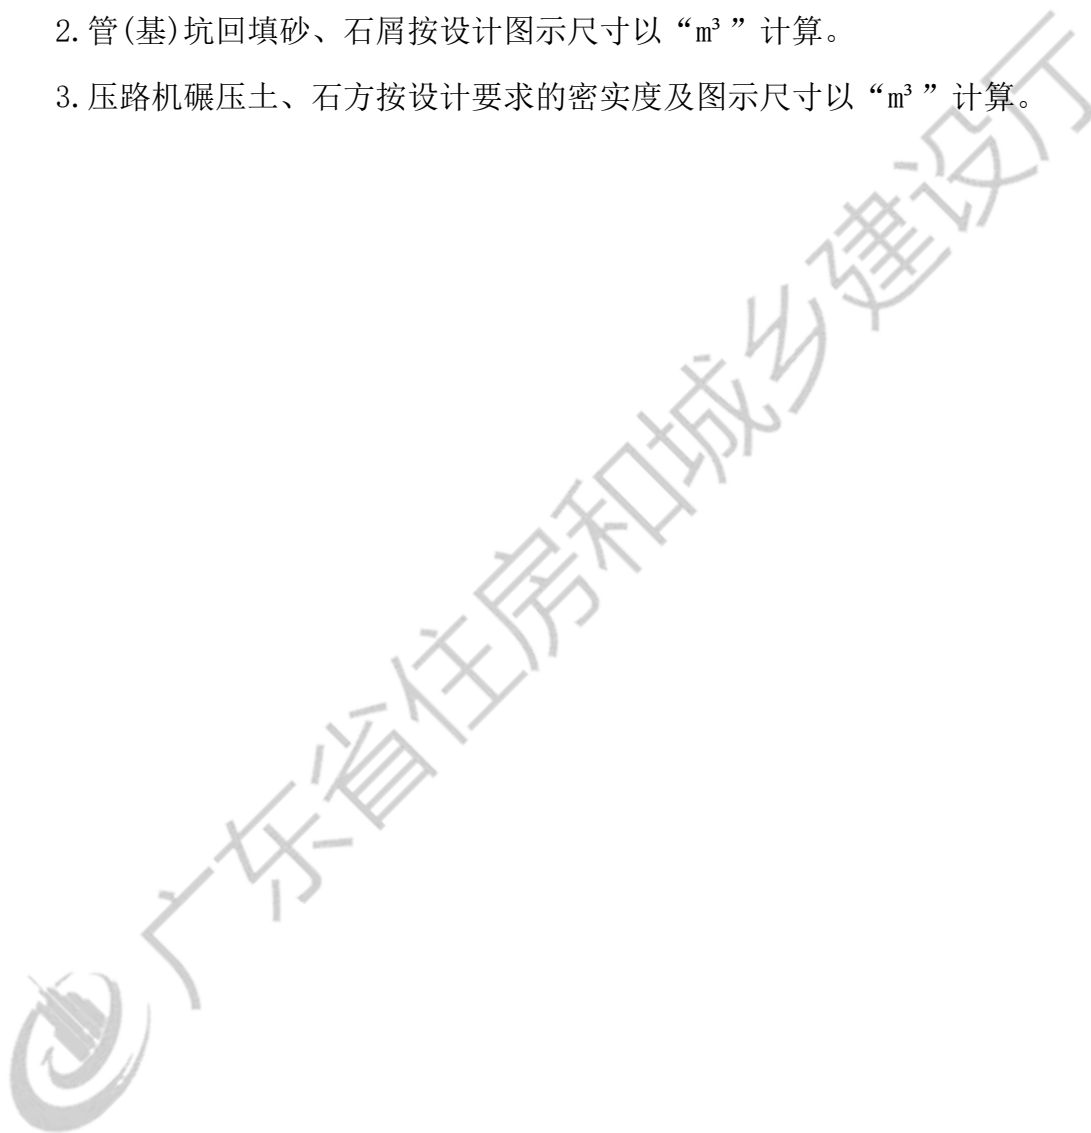 2.管(基)坑回填砂、石屑按设计图示尺寸以“m³”计算。
3.压路机碾压土、石方按设计要求的密实度及图示尺寸以“m³”计算。
广东省住房和城乡建设厅